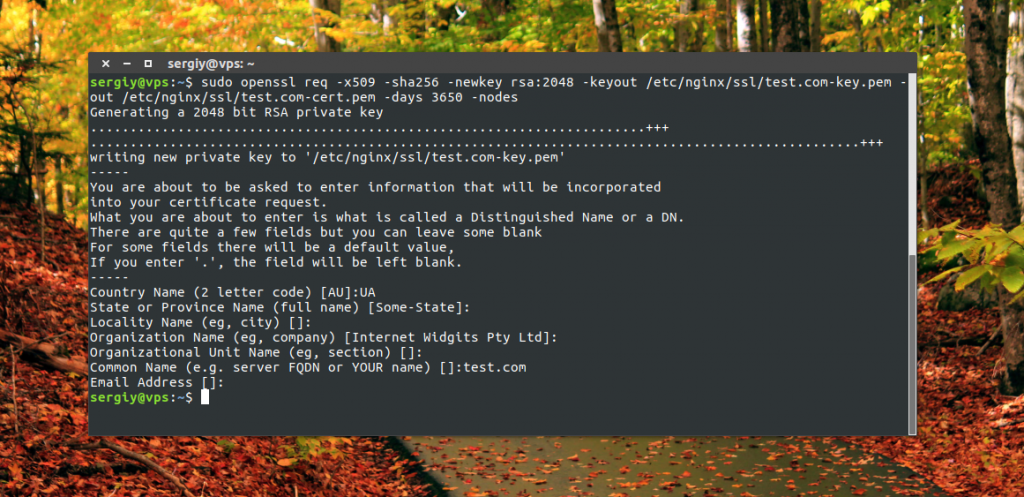 sergiy@vps: ~
sergiy@vps:~$ sudo openssl req -x509 -sha256 -newkey rsa:2048 -keyout /etc/nginx/ssl/test.com-key.pem -
out /etc/nginx/ssl/test.com-cert.pem -days 3650 -nodes
Generating a 2048 bit RSA private key
......................................................................+++
.................................................................................................+++
writing new private key to '/etc/nginx/ssl/test.com-key.pem'
-----
You are about to be asked to enter information that will be incorporated
into your certificate request.
What you are about to enter is what is called a Distinguished Name or a DN.
There are quite a few fields but you can leave some blank
For some fields there will be a default value,
If you enter '.', the field will be left blank.
-----
Country Name (2 letter code) [AU]:UA
State or Province Name (full name) [Some-State]:
Locality Name (eg, city) []:
Organization Name (eg, company) [Internet Widgits Pty Ltd]:
Organizational Unit Name (eg, section) []:
Common Name (e.g. server FQDN or YOUR name) []:test.com
Email Address []:
sergiy@vps:~$